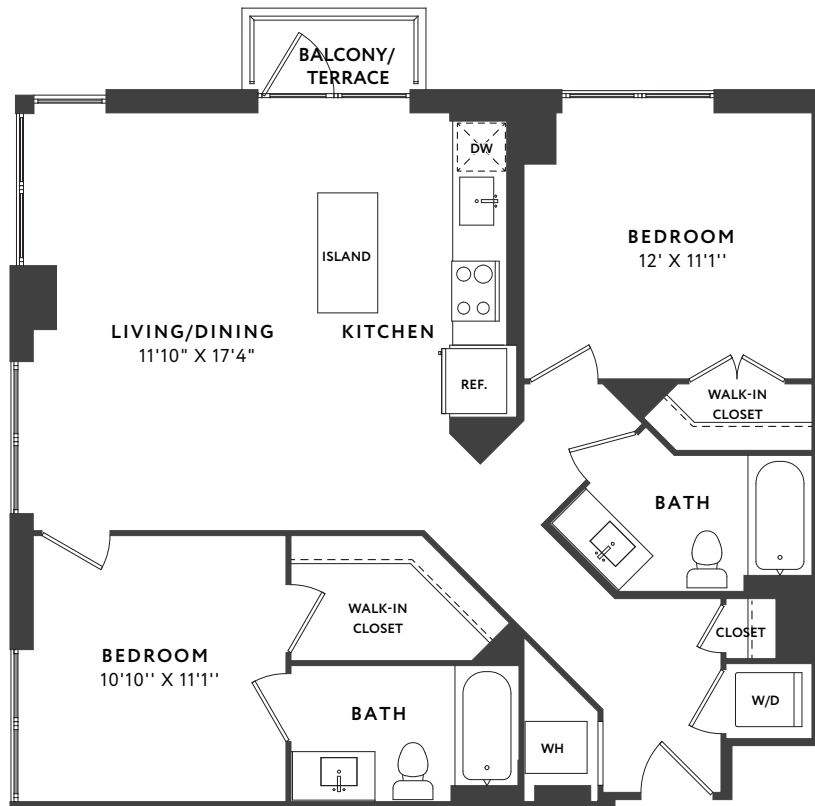 BALCONY/
TERRACE
DW
ISLAND
BEDROOM
12' X 11'1''
LIVING/DINING
11'10" X 17'4"
KITCHEN
REF.
WALK-IN
CLOSET
BATH
WALK-IN
CLOSET
CLOSET
BEDROOM
10'10'' X 11'1''
BATH
W/D
WH